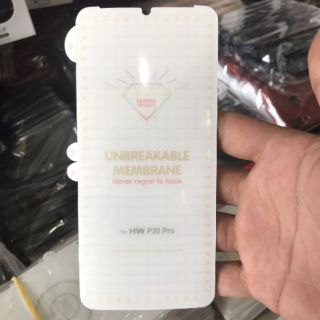 UNBREAKABLE
MEMBRANE
Never regret to have
for HW P30 Pro